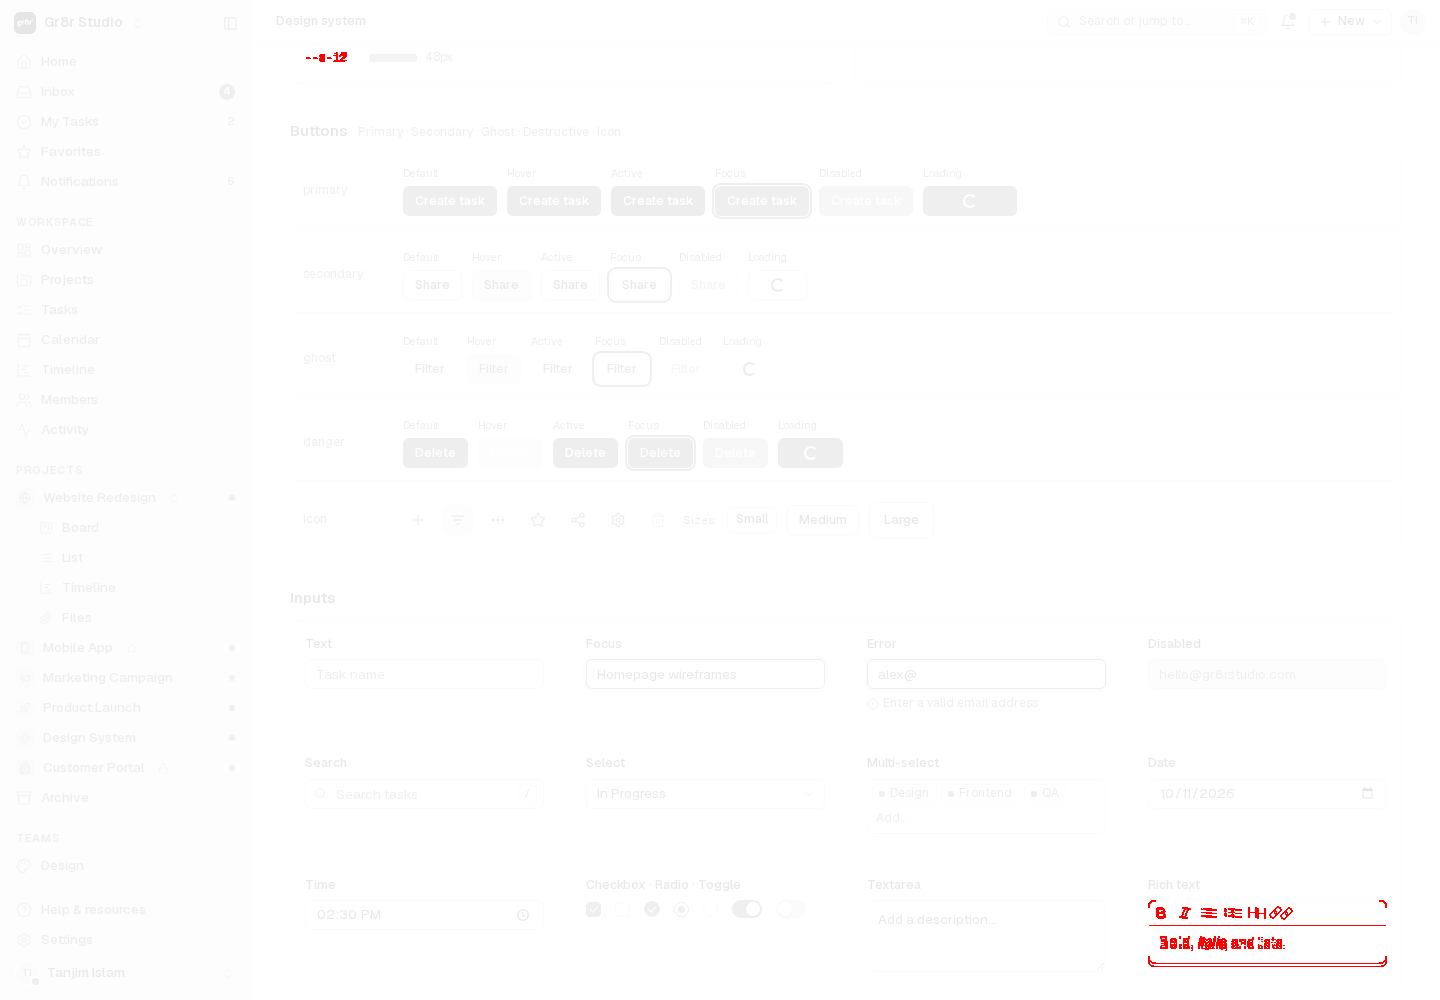 Gr8r Studio
Design system
Search or jump to...
⌘K
New
TI
Home
Inbox
4
My Tasks
2
Favorites
Notifications
6
WORKSPACE
Overview
Projects
Tasks
Calendar
Timeline
Members
Activity
PROJECTS
Website Redesign
Board
List
Timeline
Files
Mobile App
Marketing Campaign
Product Launch
Design System
Customer Portal
Archive
TEAMS
Design
Help & resources
Settings
TI
Tanjim Islam
48px
Buttons
Primary · Secondary · Ghost · Destructive · Icon
primary
Default Hover Active Focus Disabled Loading
Create task Create task Create task Create task Create task
secondary
Default Hover Active Focus Disabled Loading
Share Share Share Share Share
ghost
Default Hover Active Focus Disabled Loading
Filter Filter Filter Filter Filter
danger
Default Hover Active Focus Disabled Loading
Delete Delete Delete Delete
icon
Sizes: Small Medium Large
Inputs
Text Focus Error Disabled
Task name Homepage wireframes alex@ hello@gr8rstudio.com
Enter a valid email address
Search Select Multi-select Date
Search tasks / In Progress Design Frontend QA 10/11/2026
Add...
Time Checkbox · Radio · Toggle Textarea Rich text
02:30 PM
Add a description...
B I H